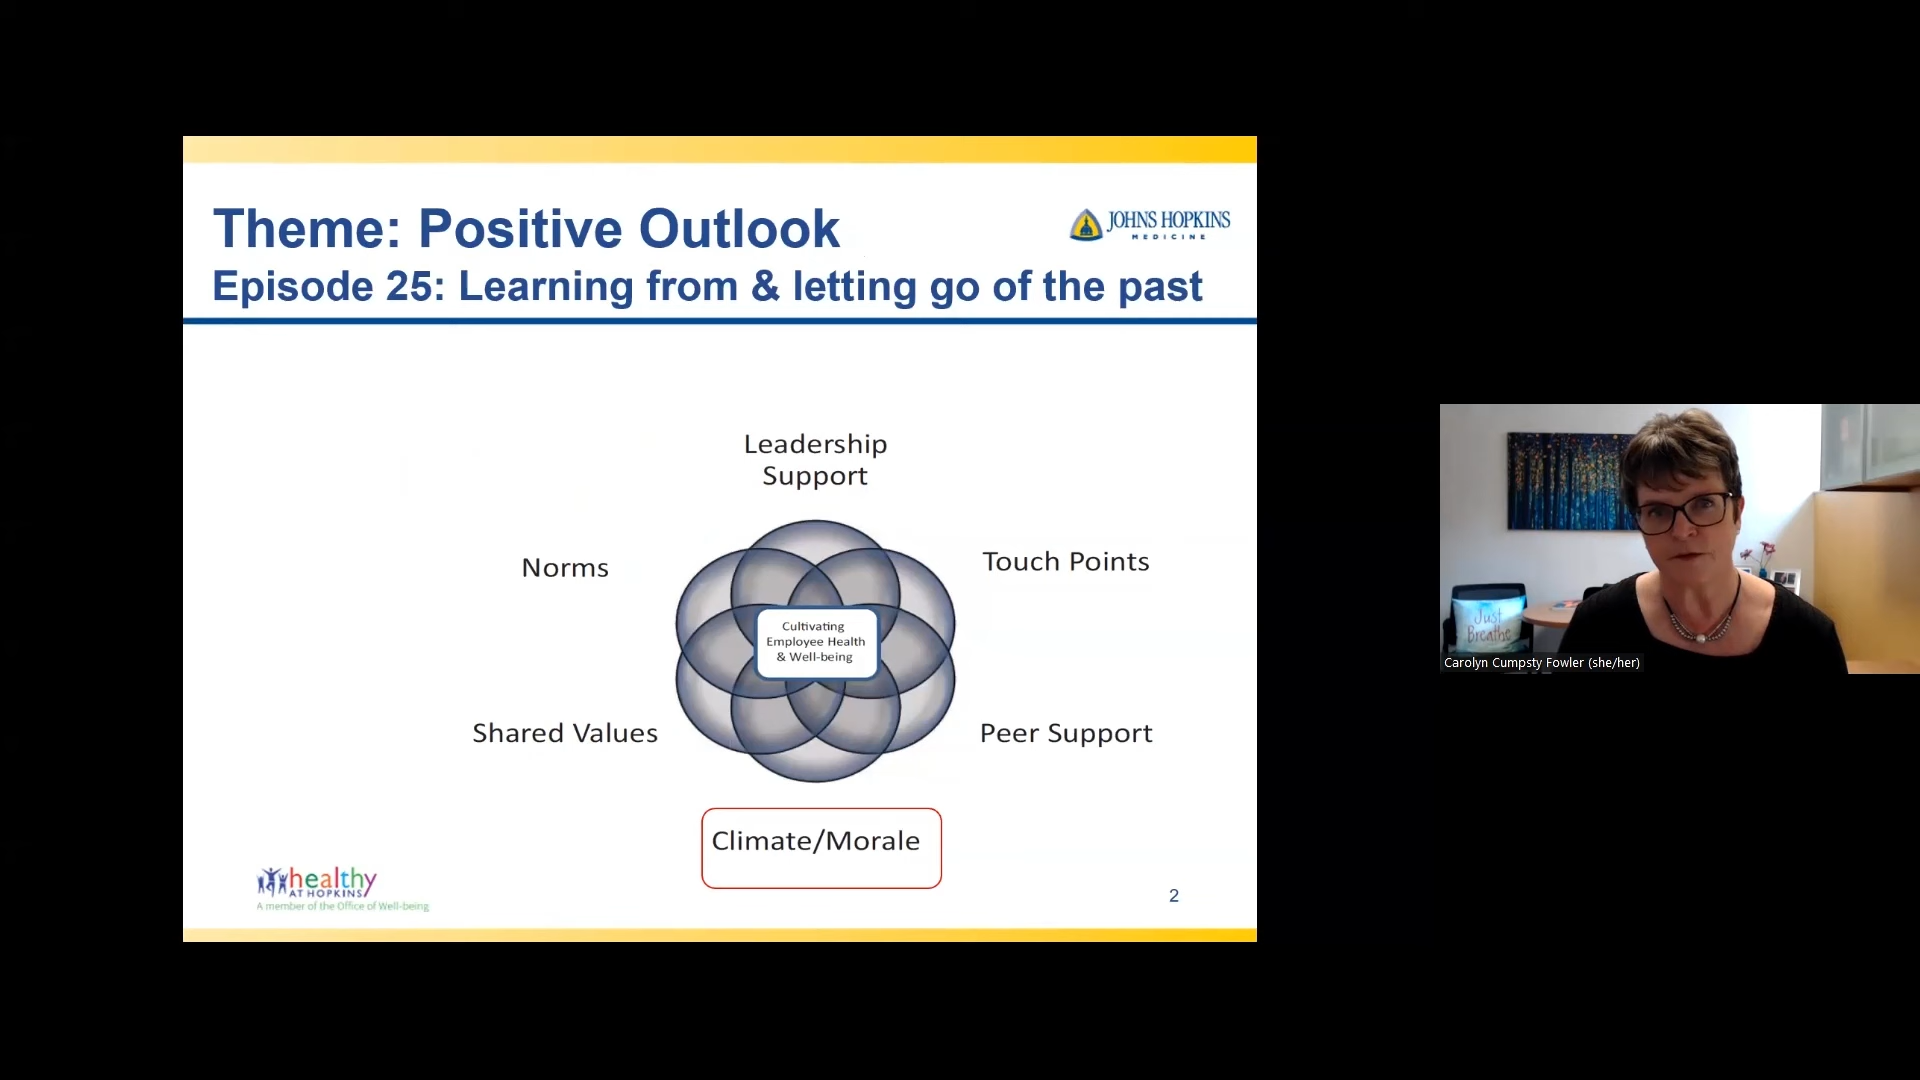 Theme: Positive Outlook
JOHNS HOPKINS
MEDICINE
Episode 25: Learning from & letting go of the past
Leadership
Support
Norms
Touch Points
Cultivating
Employee Health
& Well-being
Shared Values
Peer Support
Climate/Morale
healthy
AT HOPKINS
A member of the Office of Well-being
2
Just
Breathe
Carolyn Cumpsty Fowler (she/her)